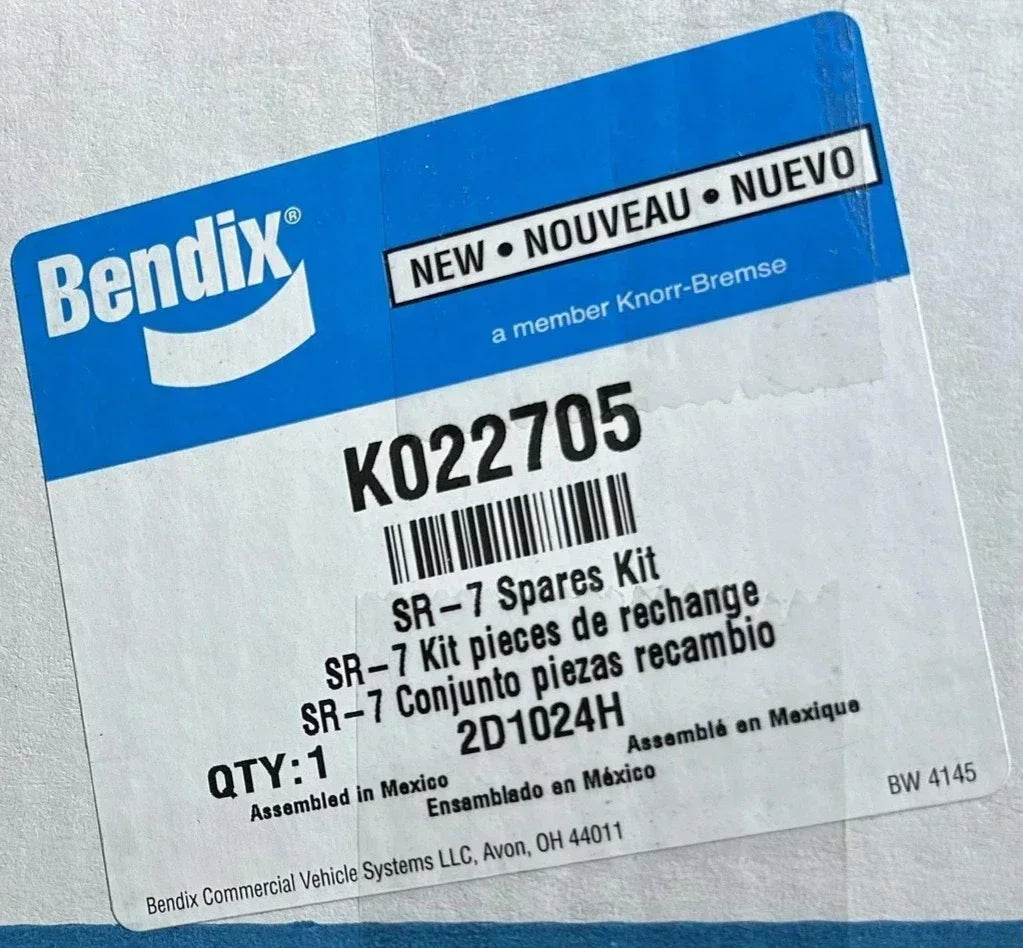 Bendix®
NEW • NOUVEAU • NUEVO
a member Knorr-Bremse
K022705
SR-7 Spares Kit
SR-7 Kit pieces de rechange
SR-7 Conjunto piezas recambio
QTY:1 2D1024H
Assembled in Mexico Ensamblado en México Assemblé en Mexique
BW 4145
Bendix Commercial Vehicle Systems LLC, Avon, OH 44011